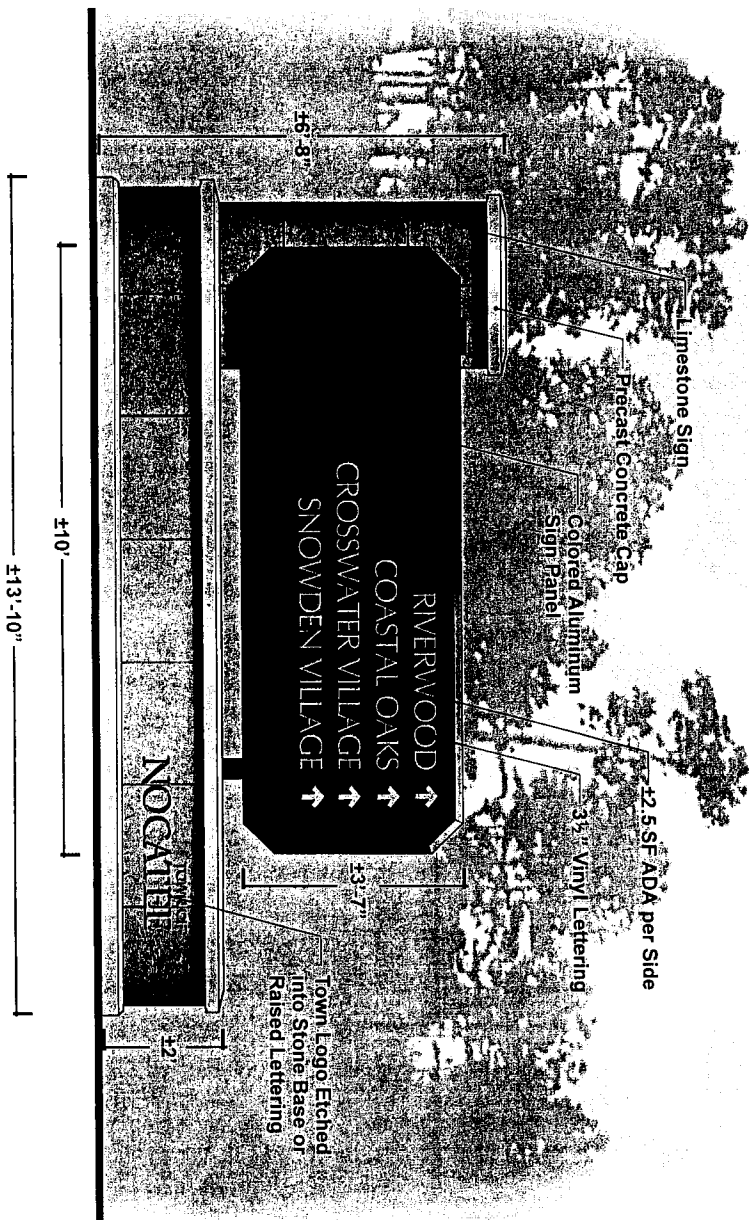 ±2.5 SF ADA per Side
3½" Vinyl Lettering
Colored Aluminum
Sign Panel
Precast Concrete Cap
Limestone Sign
RIVERWOOD →
COASTAL OAKS →
CROSSWATER VILLAGE →
SNOWDEN VILLAGE →
±6'-8"
±3'-7"
Town Logo Etched
Into Stone Base or
Raised Lettering
NOCATEE
±2'
±10'
±13'-10"